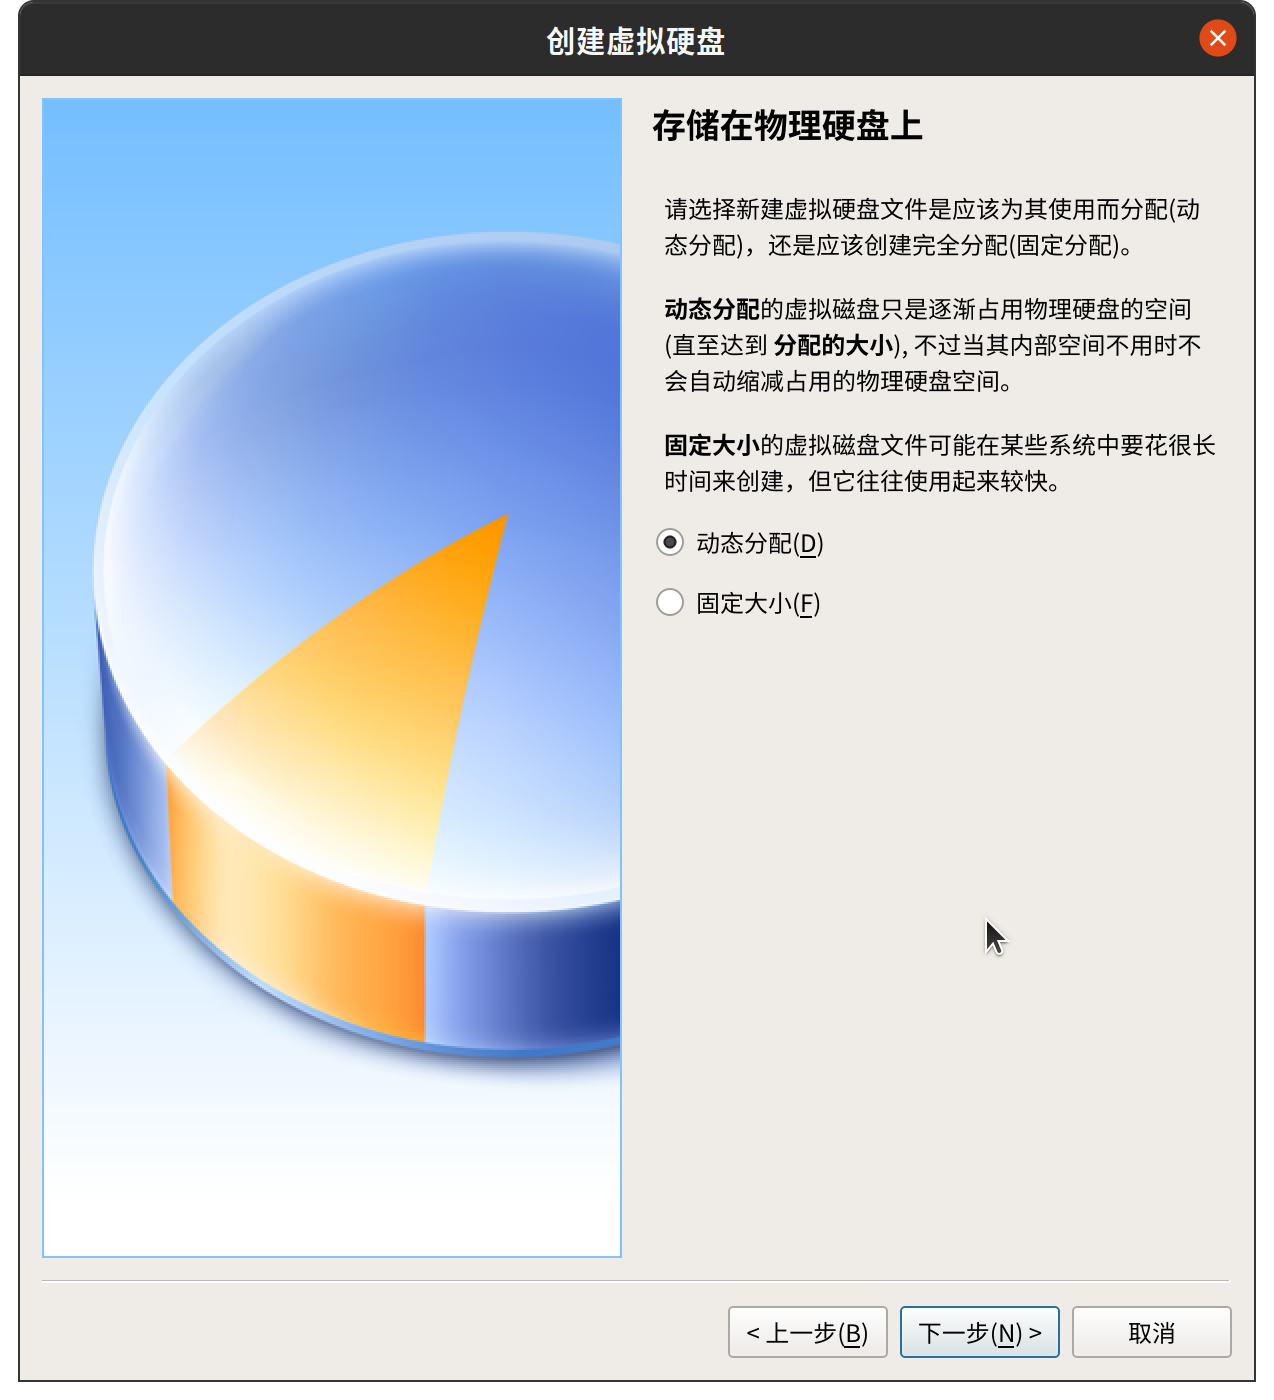 创建虚拟硬盘
存储在物理硬盘上
请选择新建虚拟硬盘文件是应该为其使用而分配(动
态分配)，还是应该创建完全分配(固定分配)。
动态分配的虚拟磁盘只是逐渐占用物理硬盘的空间
(直至达到 分配的大小), 不过当其内部空间不用时不
会自动缩减占用的物理硬盘空间。
固定大小的虚拟磁盘文件可能在某些系统中要花很长
时间来创建，但它往往使用起来较快。
动态分配(D)
固定大小(F)
< 上一步(B) 下一步(N) > 取消